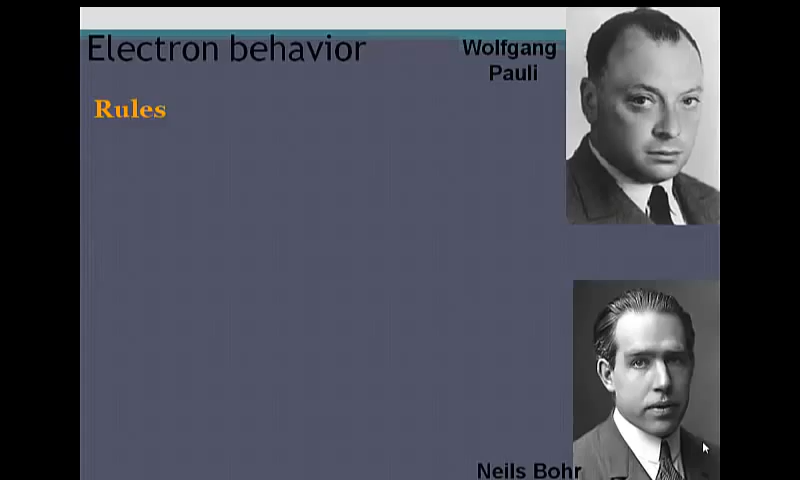 Electron behavior
Wolfgang
Pauli
Rules
Neils Bohr